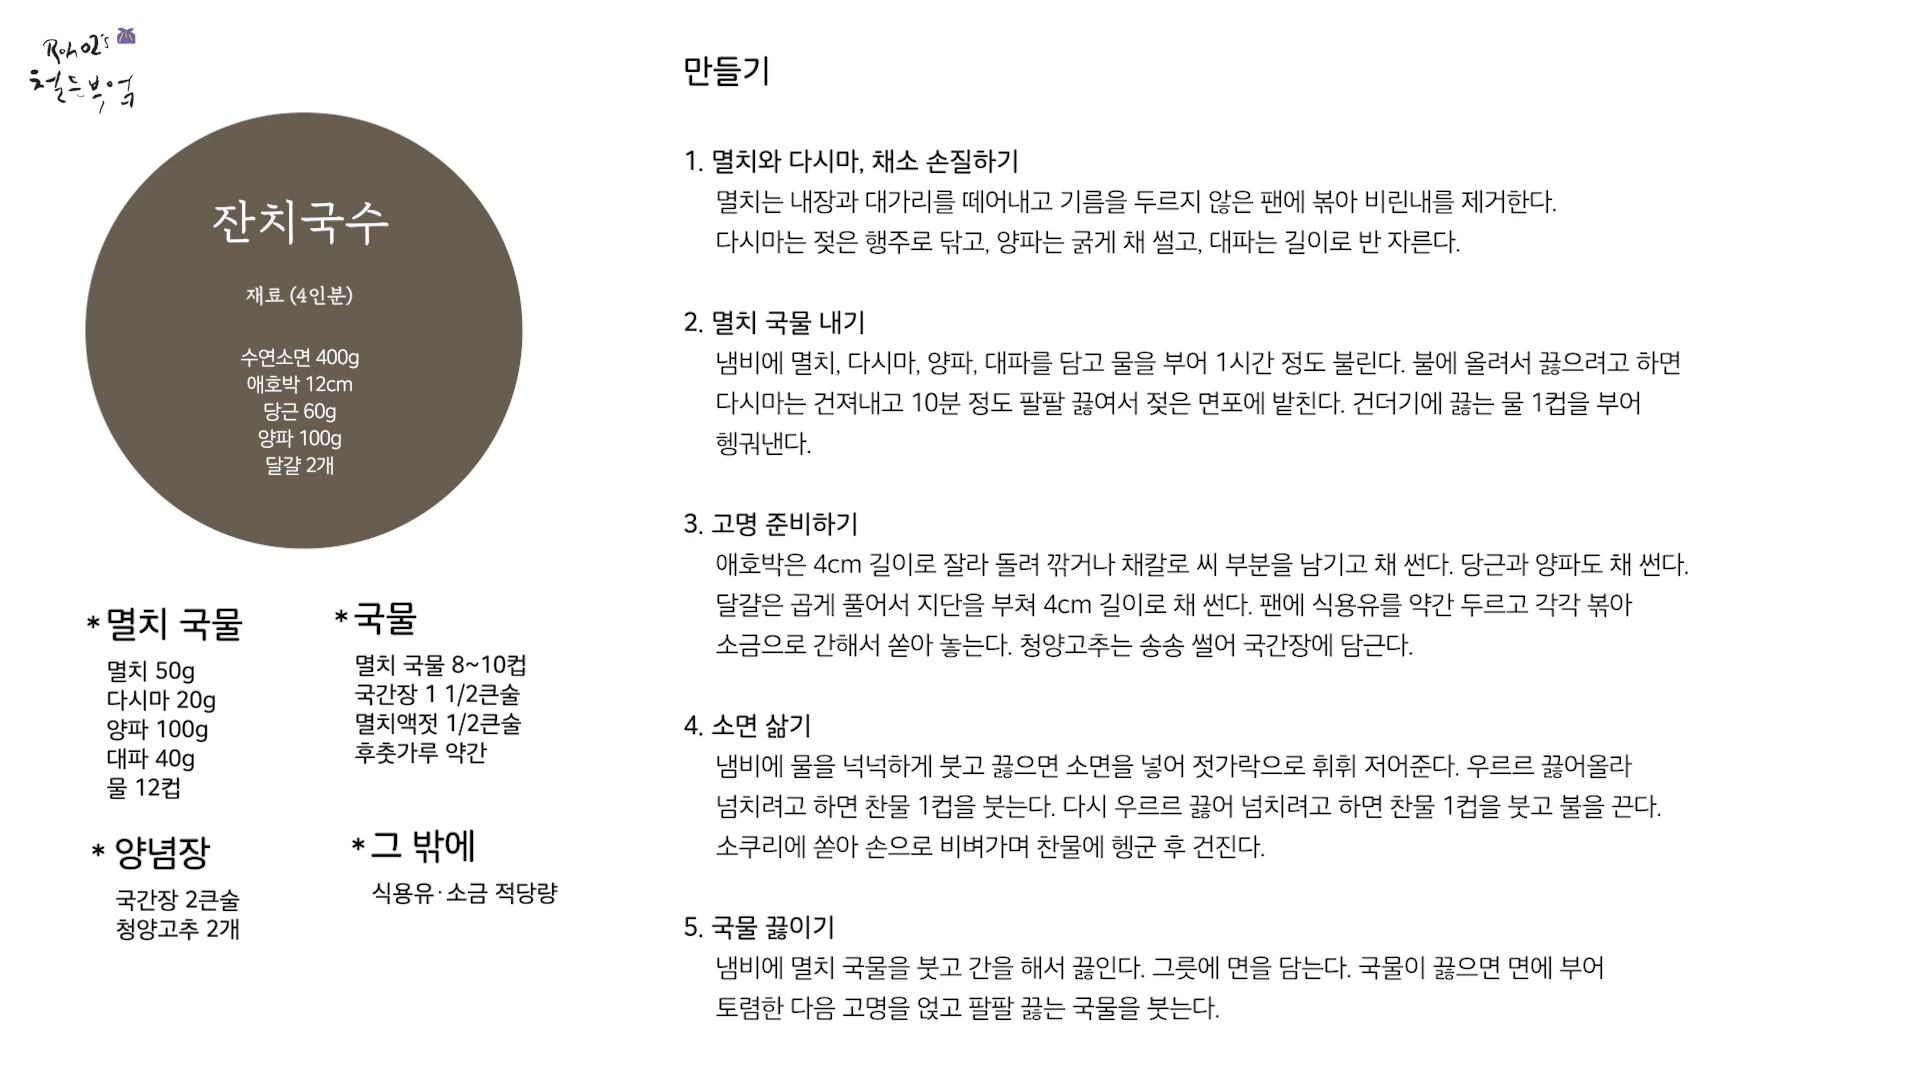 Roh02's
철든부엌
잔치국수
재료 (4인분)
수연소면 400g
애호박 12cm
당근 60g
양파 100g
달걀 2개
*멸치 국물
멸치 50g
다시마 20g
양파 100g
대파 40g
물 12컵
*국물
멸치 국물 8~10컵
국간장 1 1/2큰술
멸치액젓 1/2큰술
후춧가루 약간
* 양념장
국간장 2큰술
청양고추 2개
*그 밖에
식용유·소금 적당량
만들기
1. 멸치와 다시마, 채소 손질하기
멸치는 내장과 대가리를 떼어내고 기름을 두르지 않은 팬에 볶아 비린내를 제거한다.
다시마는 젖은 행주로 닦고, 양파는 굵게 채 썰고, 대파는 길이로 반 자른다.
2. 멸치 국물 내기
냄비에 멸치, 다시마, 양파, 대파를 담고 물을 부어 1시간 정도 불린다. 불에 올려서 끓으려고 하면
다시마는 건져내고 10분 정도 팔팔 끓여서 젖은 면포에 밭친다. 건더기에 끓는 물 1컵을 부어
헹궈낸다.
3. 고명 준비하기
애호박은 4cm 길이로 잘라 돌려 깎거나 채칼로 씨 부분을 남기고 채 썬다. 당근과 양파도 채 썬다.
달걀은 곱게 풀어서 지단을 부쳐 4cm 길이로 채 썬다. 팬에 식용유를 약간 두르고 각각 볶아
소금으로 간해서 쏟아 놓는다. 청양고추는 송송 썰어 국간장에 담근다.
4. 소면 삶기
냄비에 물을 넉넉하게 붓고 끓으면 소면을 넣어 젓가락으로 휘휘 저어준다. 우르르 끓어올라
넘치려고 하면 찬물 1컵을 붓는다. 다시 우르르 끓어 넘치려고 하면 찬물 1컵을 붓고 불을 끈다.
소쿠리에 쏟아 손으로 비벼가며 찬물에 헹군 후 건진다.
5. 국물 끓이기
냄비에 멸치 국물을 붓고 간을 해서 끓인다. 그릇에 면을 담는다. 국물이 끓으면 면에 부어
토렴한 다음 고명을 얹고 팔팔 끓는 국물을 붓는다.